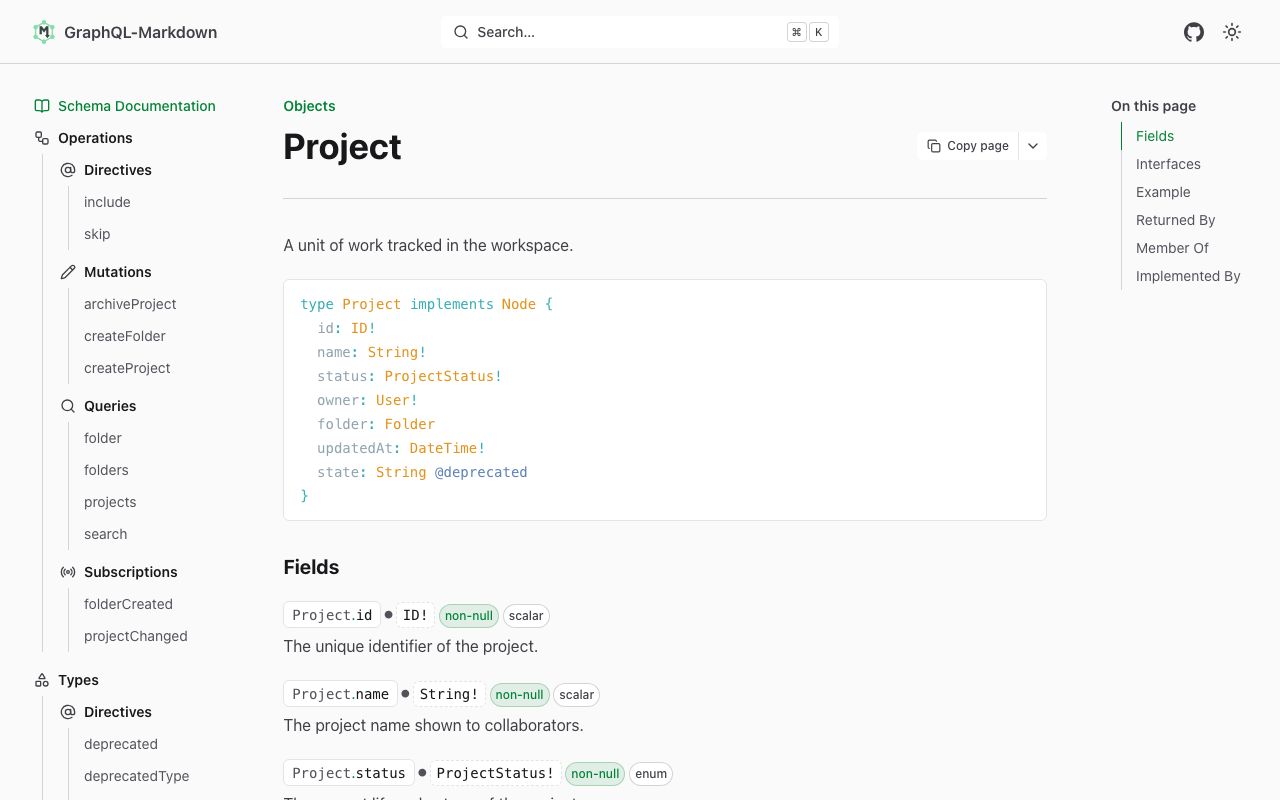 GraphQL-Markdown
Search...
⌘ K
Schema Documentation
Operations
Directives
include
skip
Mutations
archiveProject
createFolder
createProject
Queries
folder
folders
projects
search
Subscriptions
folderCreated
projectChanged
Types
Directives
deprecated
deprecatedType
Objects
Project
Copy page
A unit of work tracked in the workspace.
type Project implements Node {
  id: ID!
  name: String!
  status: ProjectStatus!
  owner: User!
  folder: Folder
  updatedAt: DateTime!
  state: String @deprecated
}
Fields
Project.id ● ID! non-null scalar
The unique identifier of the project.
Project.name ● String! non-null scalar
The project name shown to collaborators.
Project.status ● ProjectStatus! non-null enum
On this page
Fields
Interfaces
Example
Returned By
Member Of
Implemented By